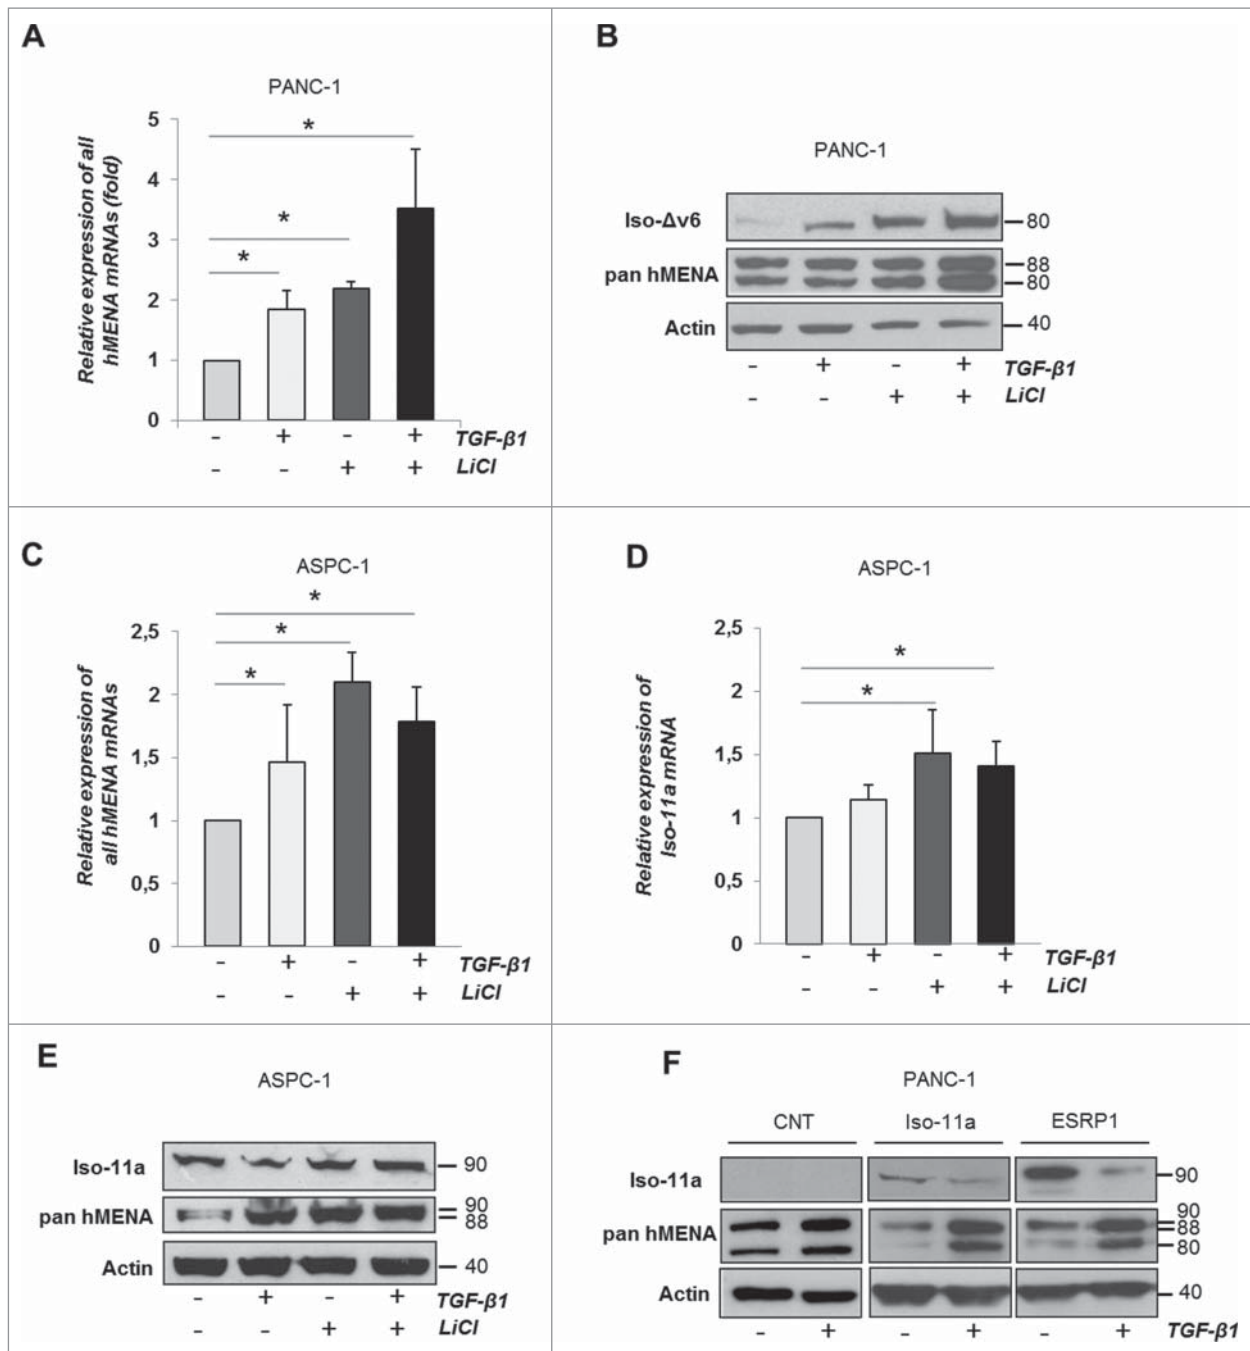 A
PANC-1
Relative expression of all
hMENA mRNAs (fold)
5
4
3
2
1
0
*
*
*
- + - + TGF-β1
- - + + LiCl
B
PANC-1
Iso-Δv6
80
pan hMENA
88
80
Actin
40
- + - + TGF-β1
- - + + LiCl
C
ASPC-1
Relative expression of
all hMENA mRNAs
2,5
2
1,5
1
0,5
0
*
*
*
- + - + TGF-β1
- - + + LiCl
D
ASPC-1
Relative expression of
Iso-11a mRNA
2,5
2
1,5
1
0,5
0
*
*
- + - + TGF-β1
- - + + LiCl
E
ASPC-1
Iso-11a
90
pan hMENA
90
88
Actin
40
- + - + TGF-β1
- - + + LiCl
F
PANC-1
CNT Iso-11a ESRP1
Iso-11a
90
pan hMENA
90
88
80
Actin
40
- + - + - + TGF-β1